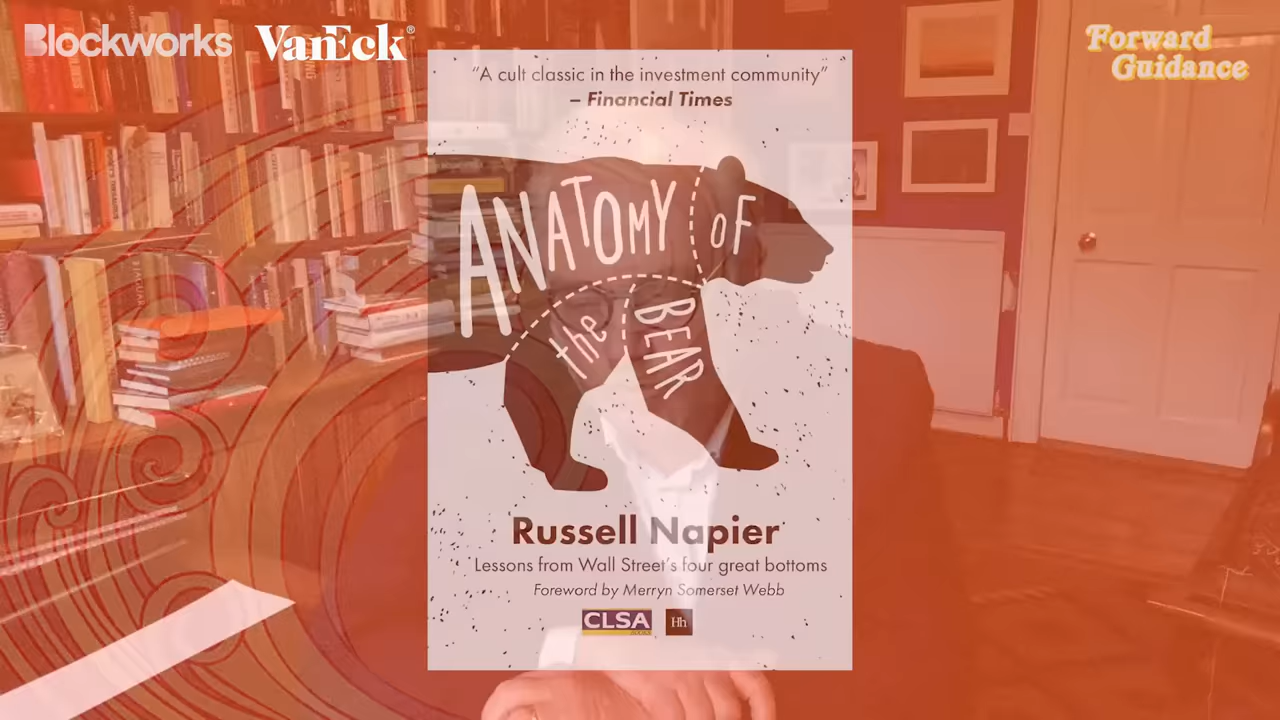 Blockworks
VanEck®
Forward
Guidance
“A cult classic in the investment community”
– Financial Times
ANATOMY OF
the BEAR
Russell Napier
Lessons from Wall Street’s four great bottoms
Foreword by Merryn Somerset Webb
CLSA
Hh